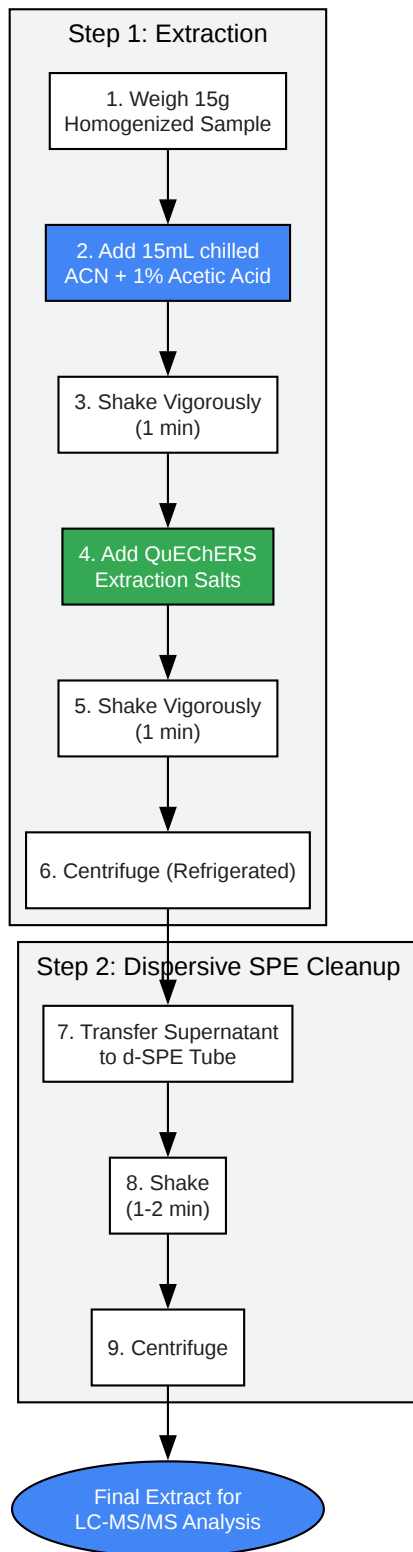 Step 1: Extraction
1. Weigh 15g
Homogenized Sample
2. Add 15mL chilled
ACN + 1% Acetic Acid
3. Shake Vigorously
(1 min)
4. Add QuEChERS
Extraction Salts
5. Shake Vigorously
(1 min)
6. Centrifuge (Refrigerated)
Step 2: Dispersive SPE Cleanup
7. Transfer Supernatant
to d-SPE Tube
8. Shake
(1-2 min)
9. Centrifuge
Final Extract for
LC-MS/MS Analysis